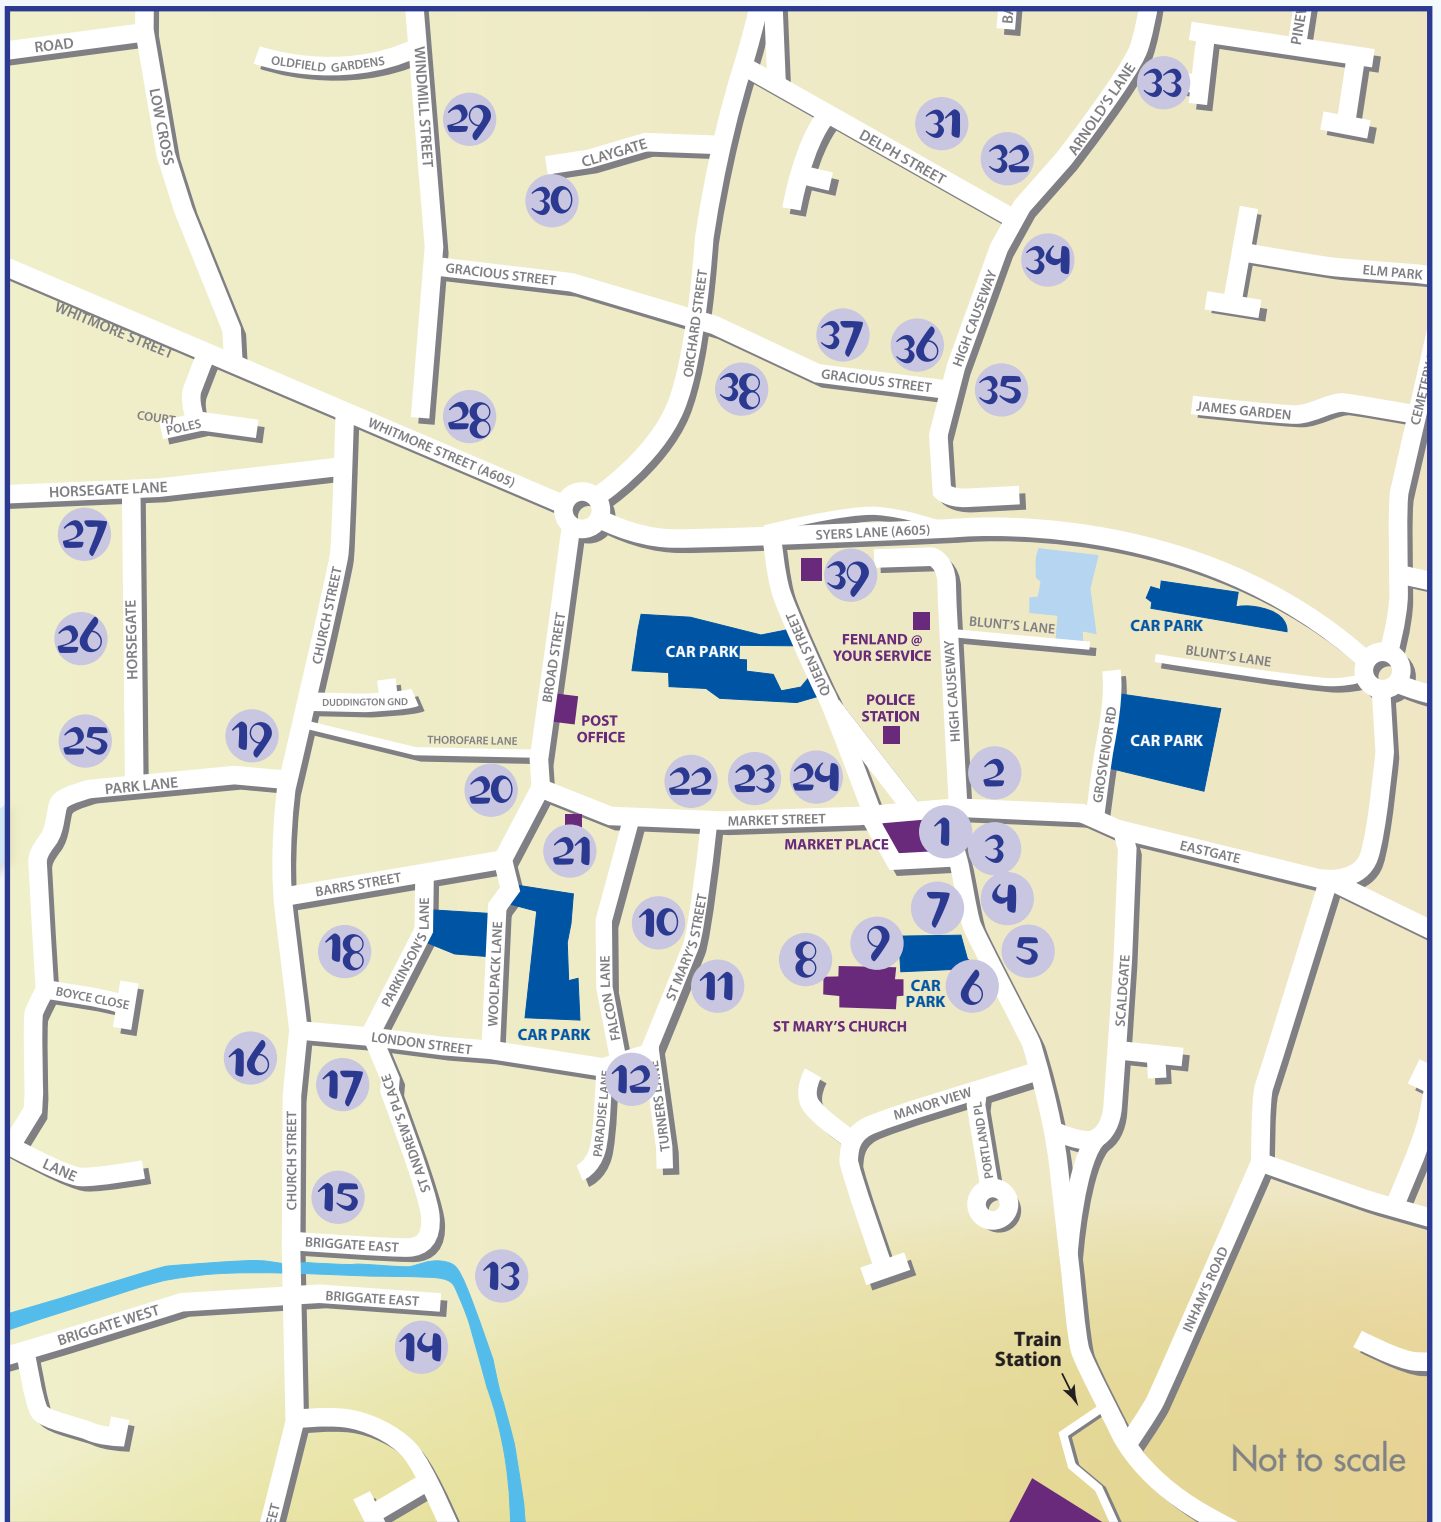 ROAD
LOW CROSS
OLDFIELD GARDENS
WINDMILL STREET
29
CLAYGATE
30
DELPH STREET
31
32
ARNOLD'S LANE
33
34
ELM PARK
GRACIOUS STREET
ORCHARD STREET
WHITMORE STREET
37
36
HIGH CAUSEWAY
GRACIOUS STREET
35
38
JAMES GARDEN
CEMETERY
COURT
POLES
28
WHITMORE STREET (A605)
HORSEGATE LANE
27
SYERS LANE (A605)
39
HORSEGATE
26
CHURCH STREET
BROAD STREET
CAR PARK
QUEEN STREET
FENLAND @
YOUR SERVICE
BLUNT'S LANE
CAR PARK
BLUNT'S LANE
HIGH CAUSEWAY
DUDDINGTON GND
POST
OFFICE
POLICE
STATION
GROSVENOR RD
CAR PARK
25
19
THOROFARE LANE
PARK LANE
20
22
23
24
2
MARKET STREET
21
MARKET PLACE
1
3
EASTGATE
BARRS STREET
PARKINSON'S LANE
WOOLPACK LANE
18
10
ST MARY'S STREET
11
FALCON LANE
7
4
8
9
5
CAR
PARK
6
ST MARY'S CHURCH
SCALDGATE
BOYCE CLOSE
CAR PARK
LONDON STREET
16
17
12
PARADISE LANE
TURNERS LANE
MANOR VIEW
PORTLAND PL
ST ANDREW'S PLACE
LANE
CHURCH STREET
15
BRIGGATE EAST
13
BRIGGATE EAST
BRIGGATE WEST
14
INHAM'S ROAD
Train
Station
Not to scale